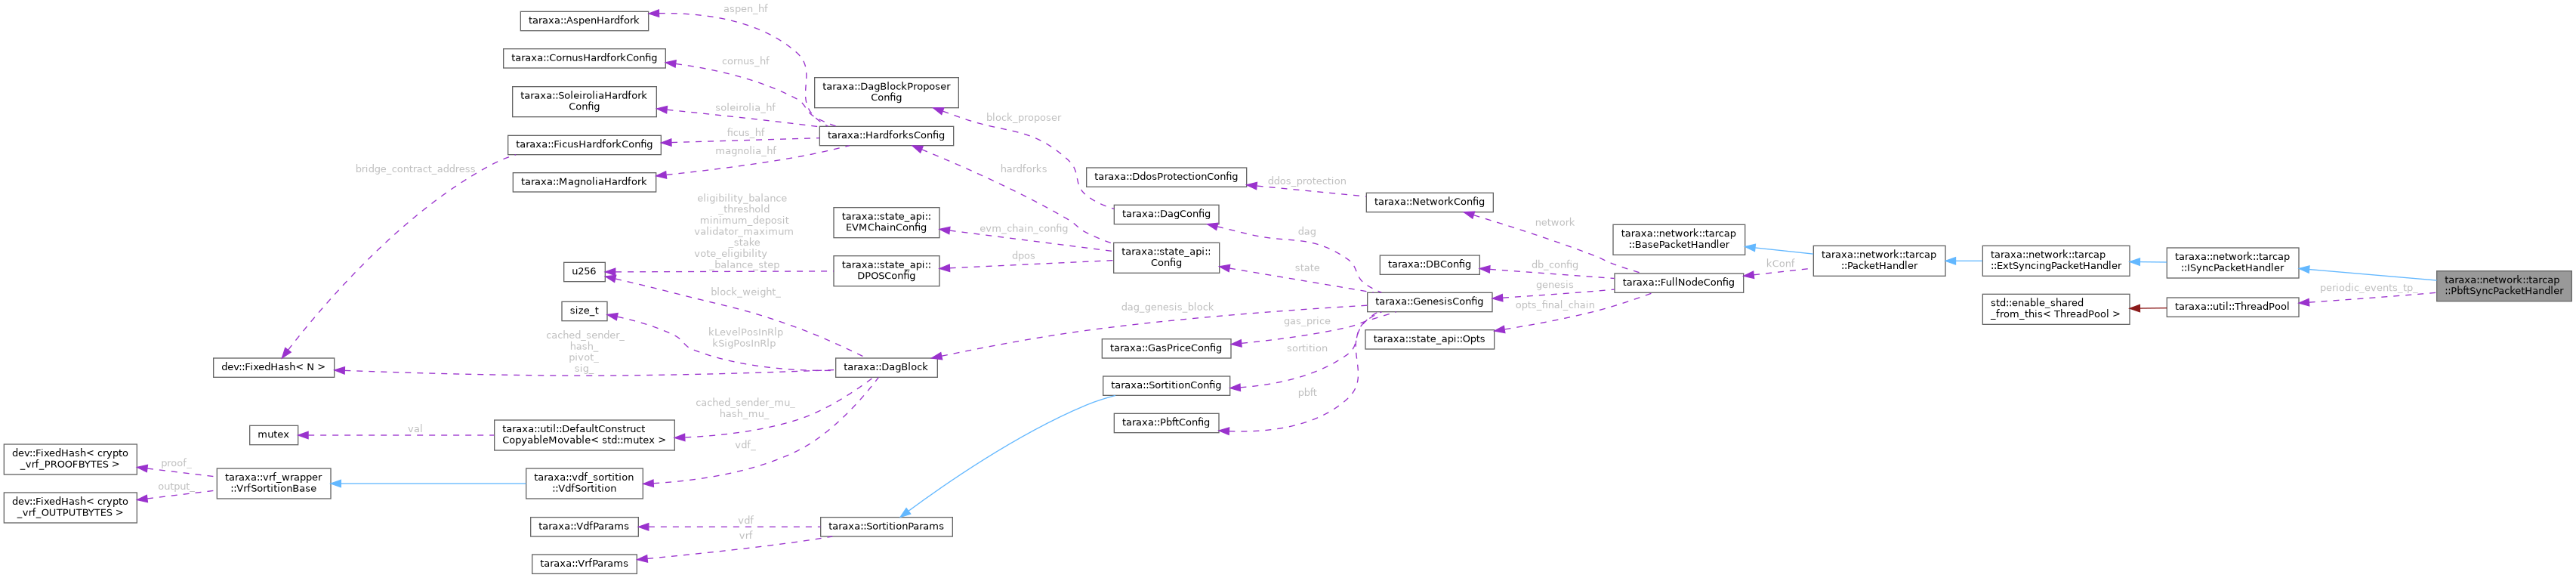 taraxa::AspenHardfork
aspen_hf
taraxa::CornusHardforkConfig
cornus_hf
taraxa::SoleiroliaHardfork
Config
soleirolia_hf
taraxa::DagBlockProposer
Config
block_proposer
taraxa::HardforksConfig
taraxa::FicusHardforkConfig
ficus_hf
magnolia_hf
taraxa::MagnoliaHardfork
bridge_contract_address
hardforks
taraxa::DdosProtectionConfig
ddos_protection
taraxa::NetworkConfig
network
taraxa::DagConfig
dag
eligibility_balance
_threshold
minimum_deposit
validator_maximum
_stake
vote_eligibility
_balance_step
taraxa::state_api::
EVMChainConfig
evm_chain_config
taraxa::state_api::
Config
state
taraxa::state_api::
DPOSConfig
dpos
u256
block_weight_
size_t
kLevelPosInRlp
kSigPosInRlp
cached_sender_
hash_
pivot_
sig_
dev::FixedHash< N >
taraxa::DagBlock
dag_genesis_block
taraxa::GenesisConfig
genesis
taraxa::DBConfig
db_config
taraxa::FullNodeConfig
opts_final_chain
taraxa::state_api::Opts
gas_price
taraxa::GasPriceConfig
sortition
taraxa::SortitionConfig
pbft
taraxa::PbftConfig
taraxa::network::tarcap
::BasePacketHandler
kConf
taraxa::network::tarcap
::PacketHandler
taraxa::network::tarcap
::ExtSyncingPacketHandler
taraxa::network::tarcap
::ISyncPacketHandler
taraxa::network::tarcap
::PbftSyncPacketHandler
periodic_events_tp_
std::enable_shared
_from_this< ThreadPool >
taraxa::util::ThreadPool
cached_sender_mu_
hash_mu_
mutex
val
taraxa::util::DefaultConstruct
CopyableMovable< std::mutex >
vdf_
dev::FixedHash< crypto
_vrf_PROOFBYTES >
proof_
taraxa::vrf_wrapper
::VrfSortitionBase
taraxa::vdf_sortition
::VdfSortition
dev::FixedHash< crypto
_vrf_OUTPUTBYTES >
output_
taraxa::VdfParams
vdf
taraxa::SortitionParams
vrf
taraxa::VrfParams